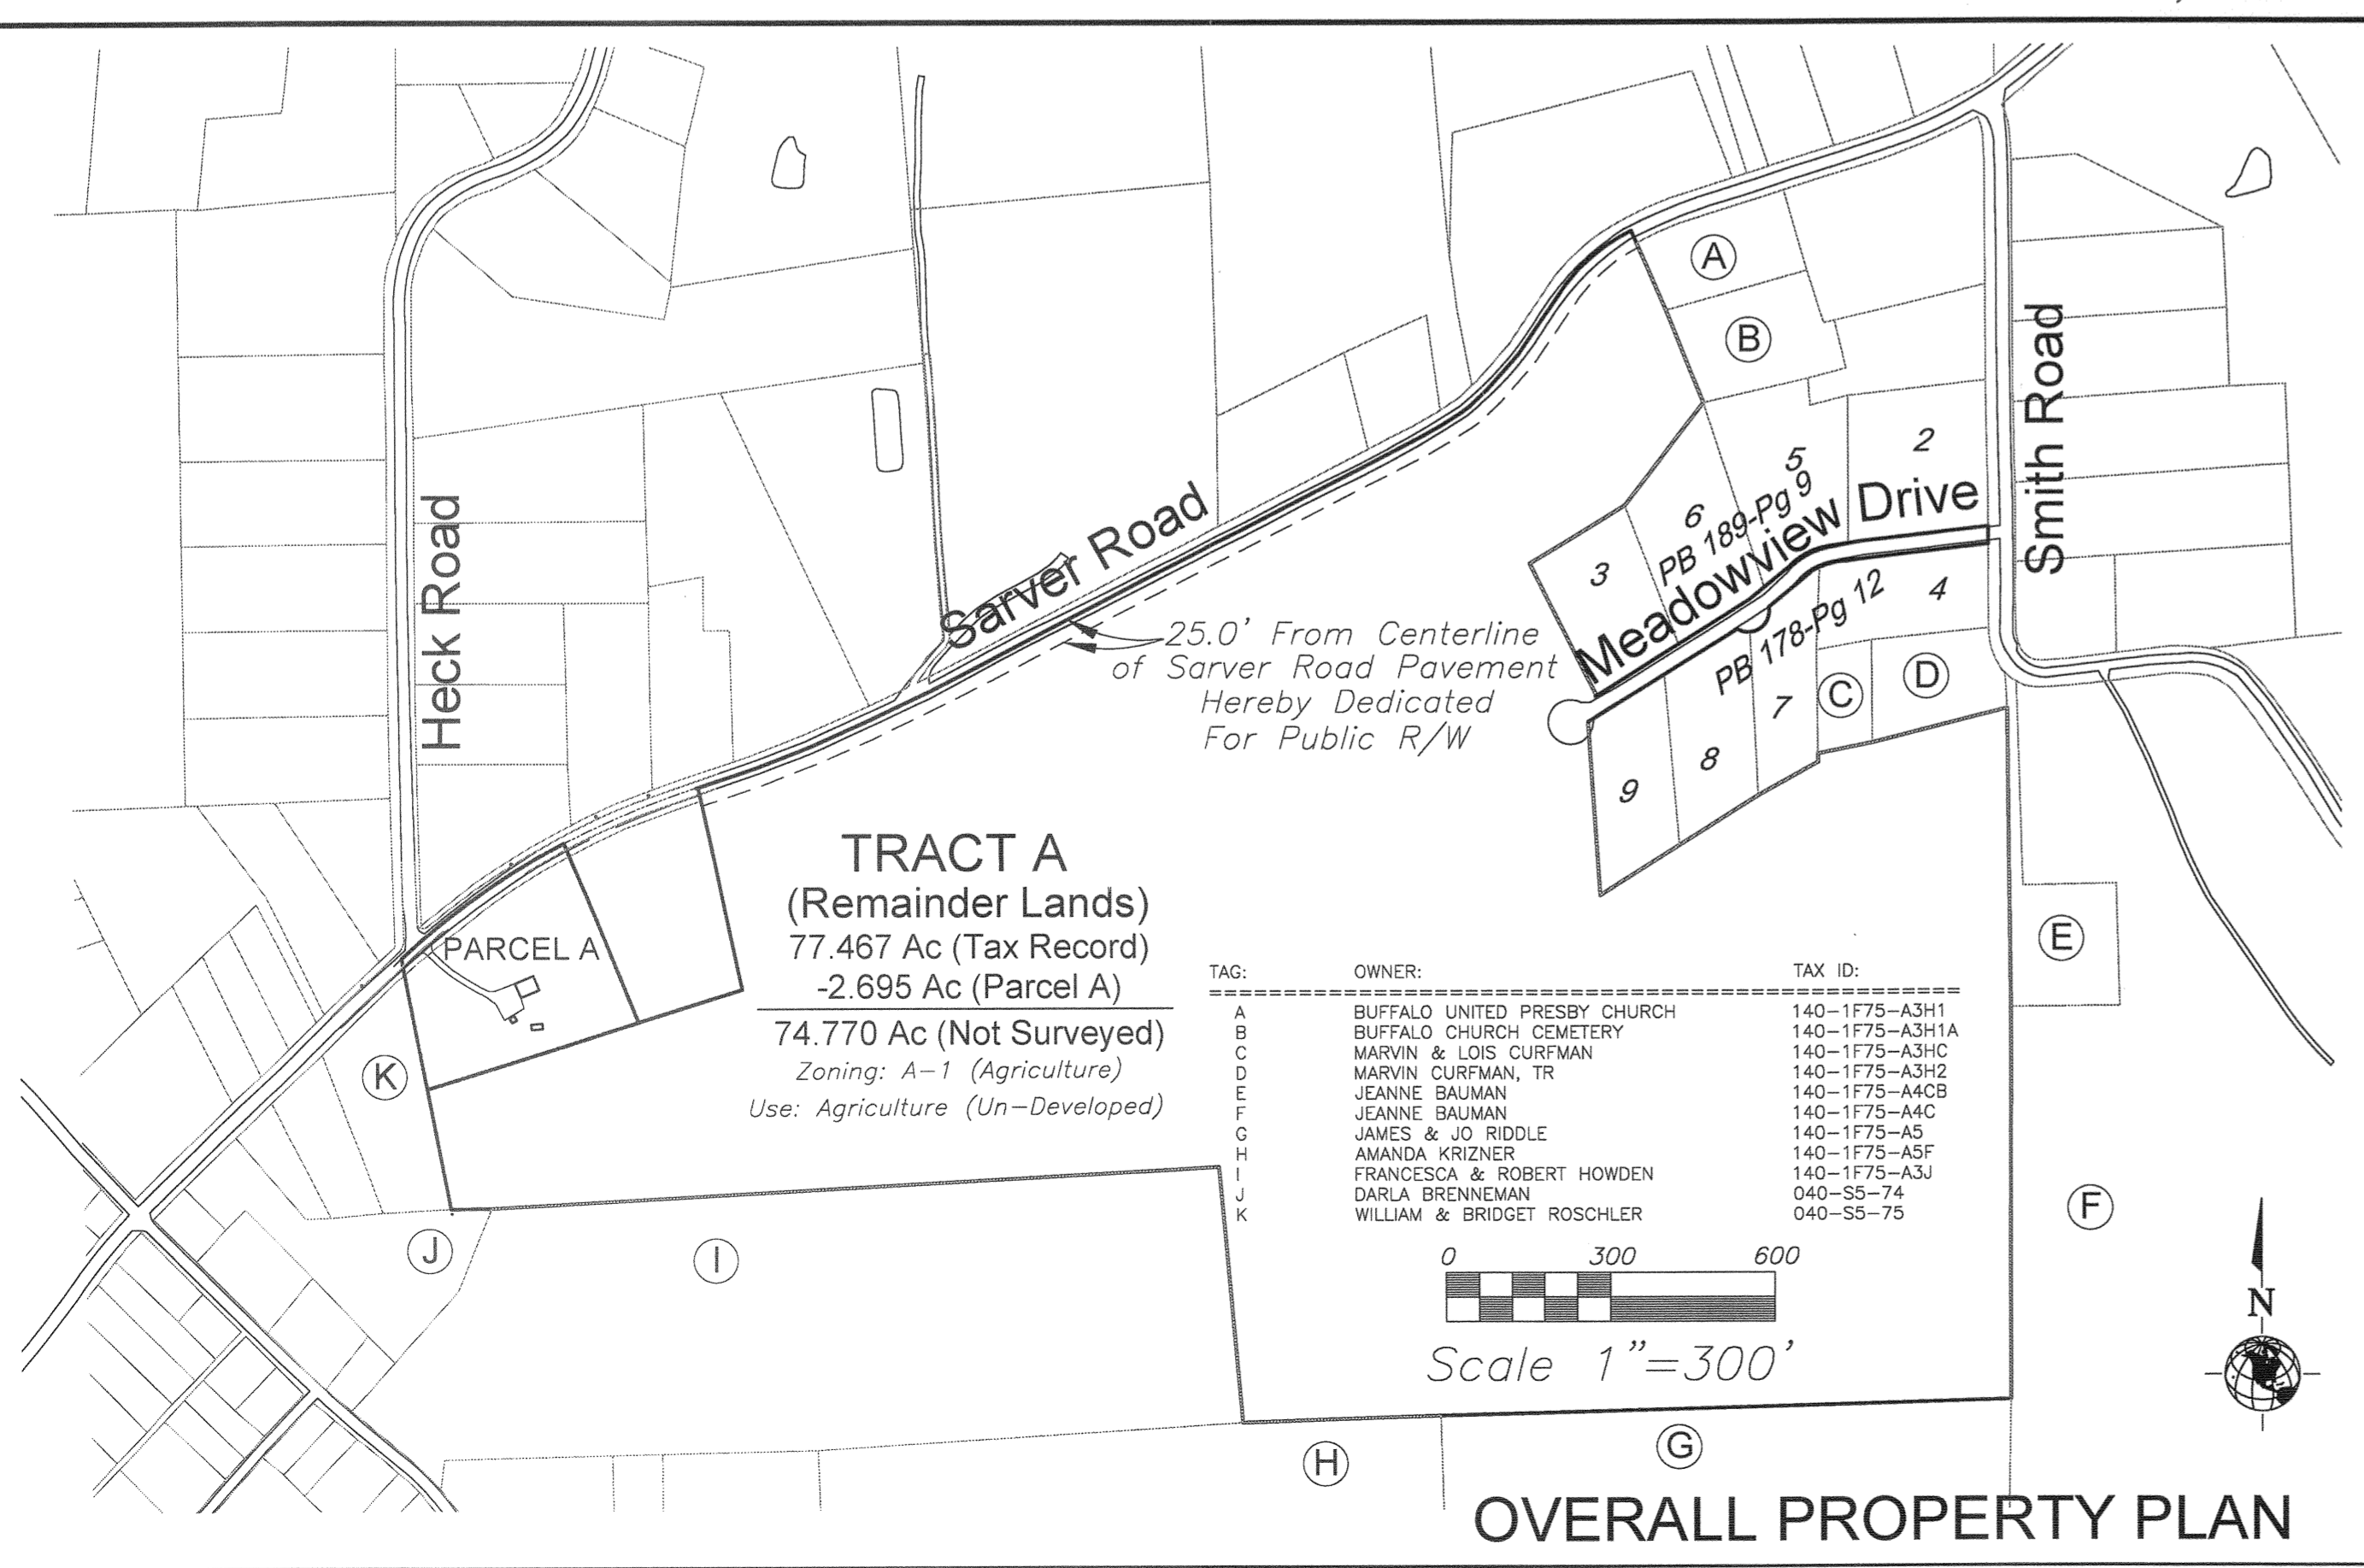 A
B
Smith Road
5
2
6
PB 189-Pg 9
Meadowview Drive
3
4
PB 178-Pg 12
C
D
7
8
9
Heck Road
Sarver Road
25.0' From Centerline
of Sarver Road Pavement
Hereby Dedicated
For Public R/W
PARCEL A
TRACT A
(Remainder Lands)
77.467 Ac (Tax Record)
-2.695 Ac (Parcel A)
74.770 Ac (Not Surveyed)
Zoning: A-1 (Agriculture)
Use: Agriculture (Un-Developed)
E
K
TAG: OWNER: TAX ID:
A BUFFALO UNITED PRESBY CHURCH 140-1F75-A3H1
B BUFFALO CHURCH CEMETERY 140-1F75-A3H1A
C MARVIN & LOIS CURFMAN 140-1F75-A3HC
D MARVIN CURFMAN, TR 140-1F75-A3H2
E JEANNE BAUMAN 140-1F75-A4CB
F JEANNE BAUMAN 140-1F75-A4C
G JAMES & JO RIDDLE 140-1F75-A5
H AMANDA KRIZNER 140-1F75-A5F
I FRANCESCA & ROBERT HOWDEN 140-1F75-A3J
J DARLA BRENNEMAN 040-S5-74
K WILLIAM & BRIDGET ROSCHLER 040-S5-75
F
J
I
0 300 600
Scale 1"=300'
N
H
G
OVERALL PROPERTY PLAN